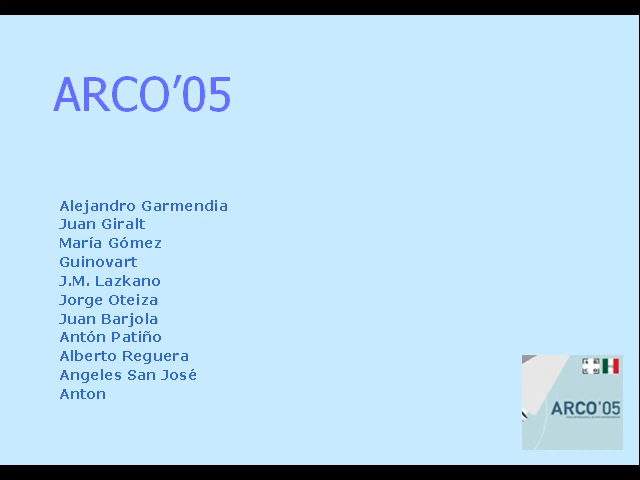 ARCO’05
Alejandro Garmendia
Juan Giralt
María Gómez
Guinovart
J.M. Lazkano
Jorge Oteiza
Juan Barjola
Antón Patiño
Alberto Reguera
Angeles San José
Anton
ARCO'05